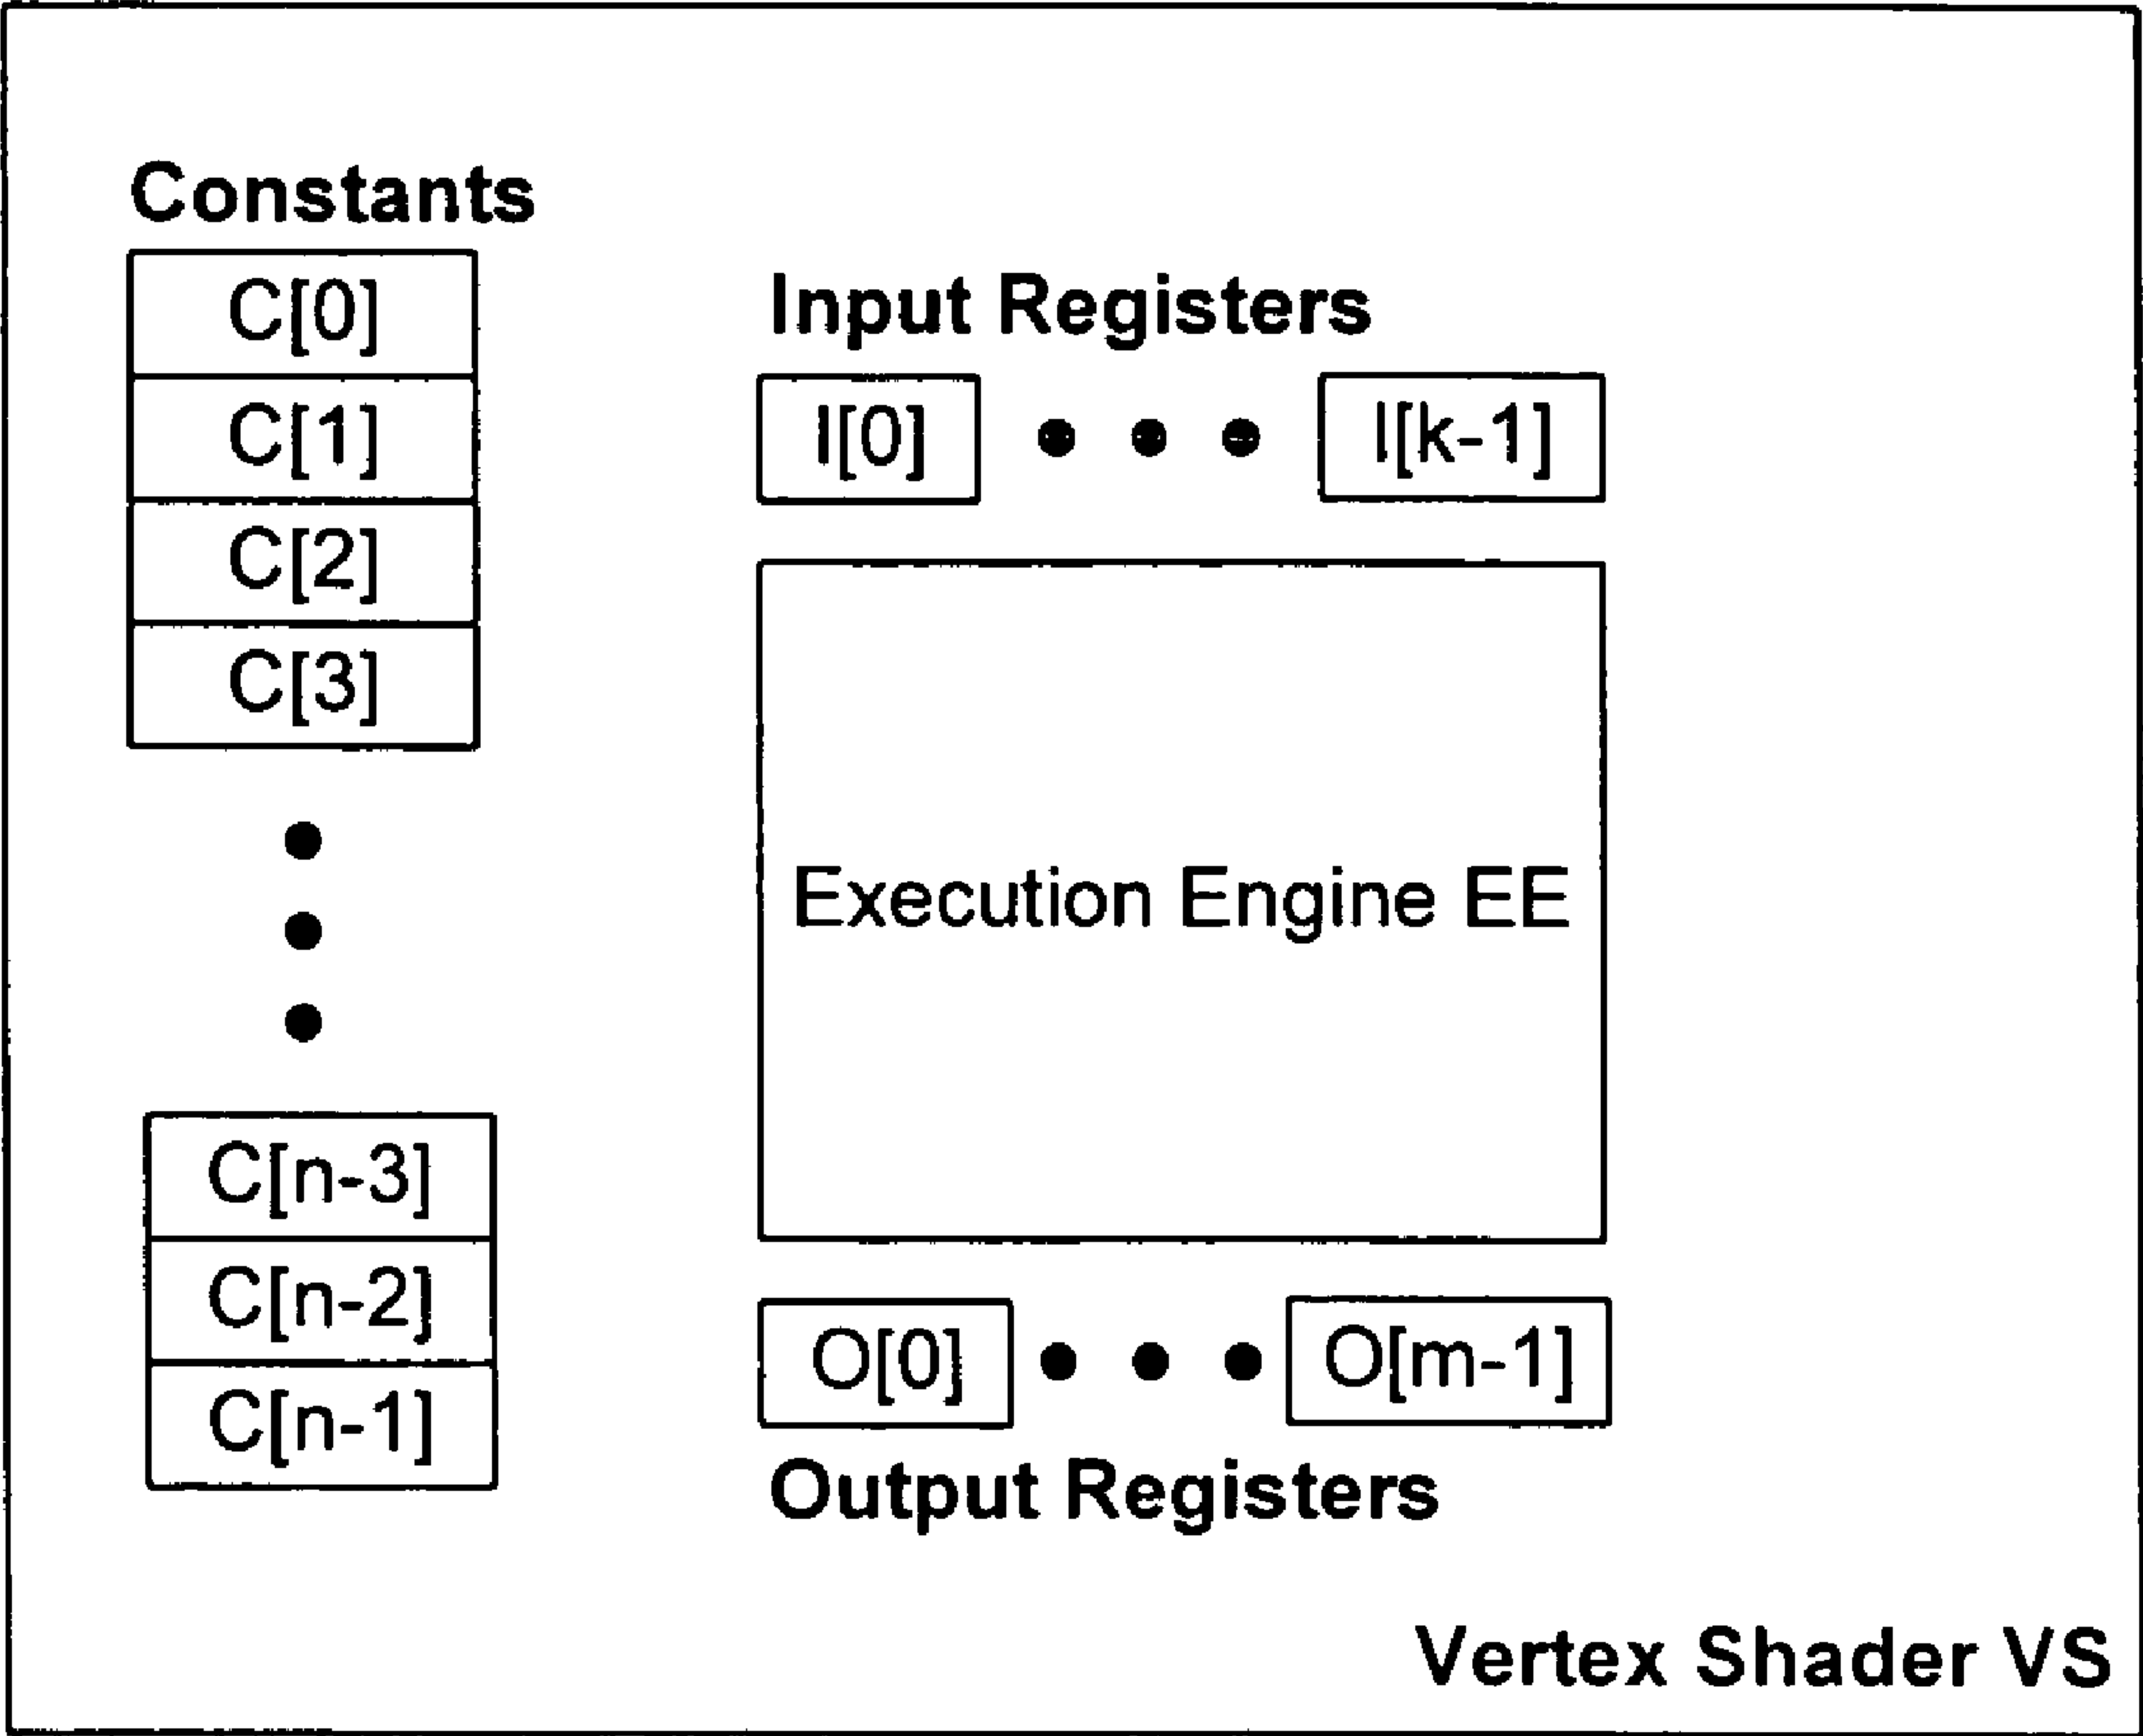 Constants
C[0]
C[1]
C[2]
C[3]
C[n-3]
C[n-2]
C[n-1]
Input Registers
I[0] I[k-1]
Execution Engine EE
O[0] O[m-1]
Output Registers
Vertex Shader VS